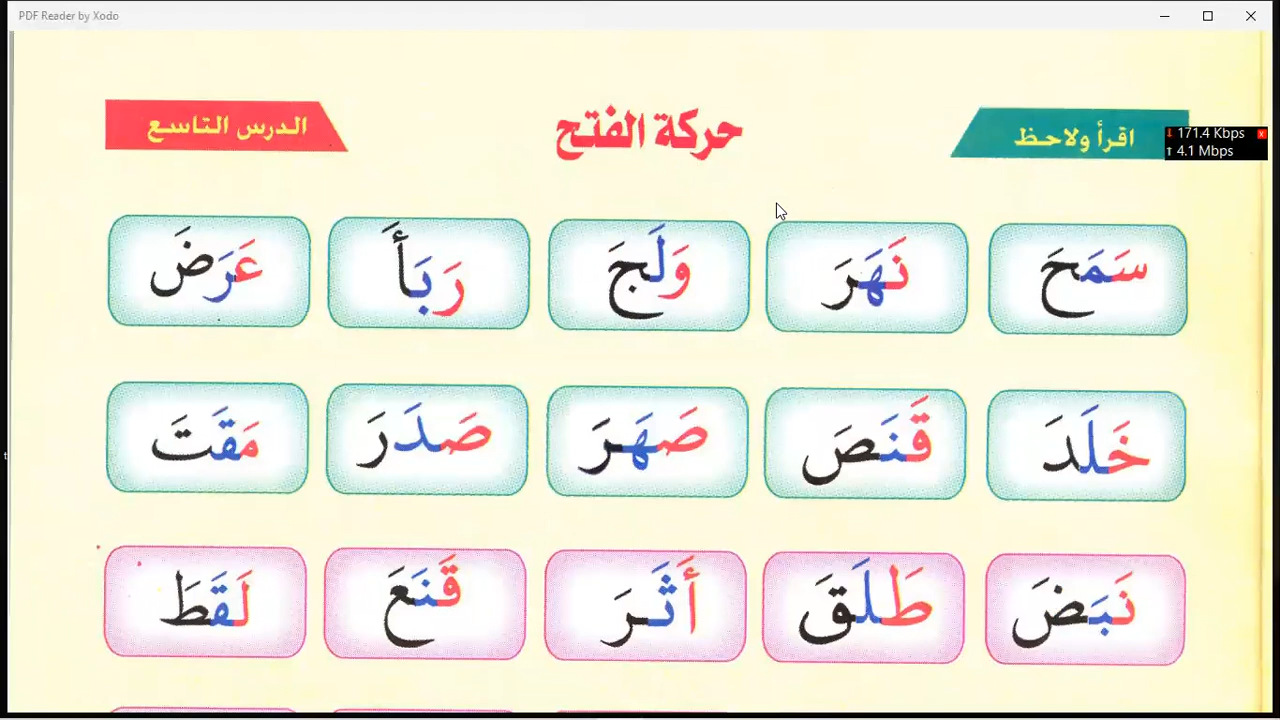 PDF Reader by Xodo
اقرأ ولاحظ حركة الفتح الدرس التاسع
↓ 171.4 Kbps
↑ 4.1 Mbps
سَمَحَ نَهَرَ وَلَجَ رَبَأَ عَرَضَ
خَلَدَ قَنَصَ صَهَرَ صَدَرَ مَقَتَ
نَبَضَ طَلَقَ أَثَرَ قَنَعَ لَقَطَ